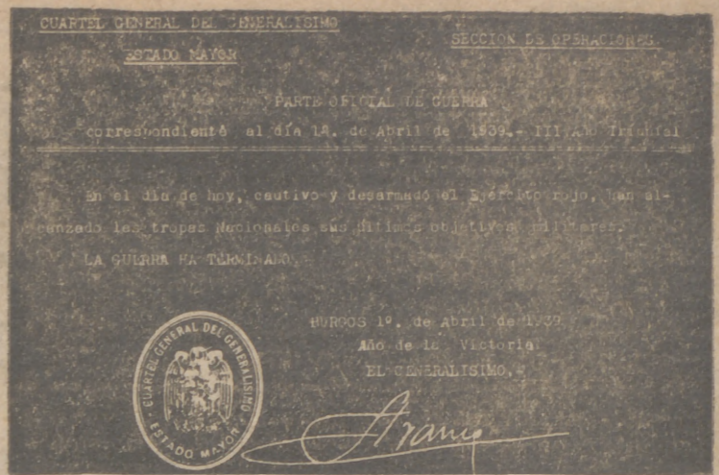 CUARTEL GENERAL DEL GENERALISIMO
ESTADO MAYOR
SECCION DE OPERACIONES.
PARTE OFICIAL DE GUERRA
correspondiente al día 1º. de Abril de 1939.- III Año Triunfal
En el día de hoy, cautivo y desarmado el Ejército rojo, han al-
canzado las tropas Nacionales sus últimos objetivos militares.
LA GUERRA HA TERMINADO
BURGOS 1º. de Abril de 1939
Año de la Victoria
EL GENERALISIMO,-
CUARTEL GENERAL DEL GENERALISIMO
ESTADO MAYOR
Franco